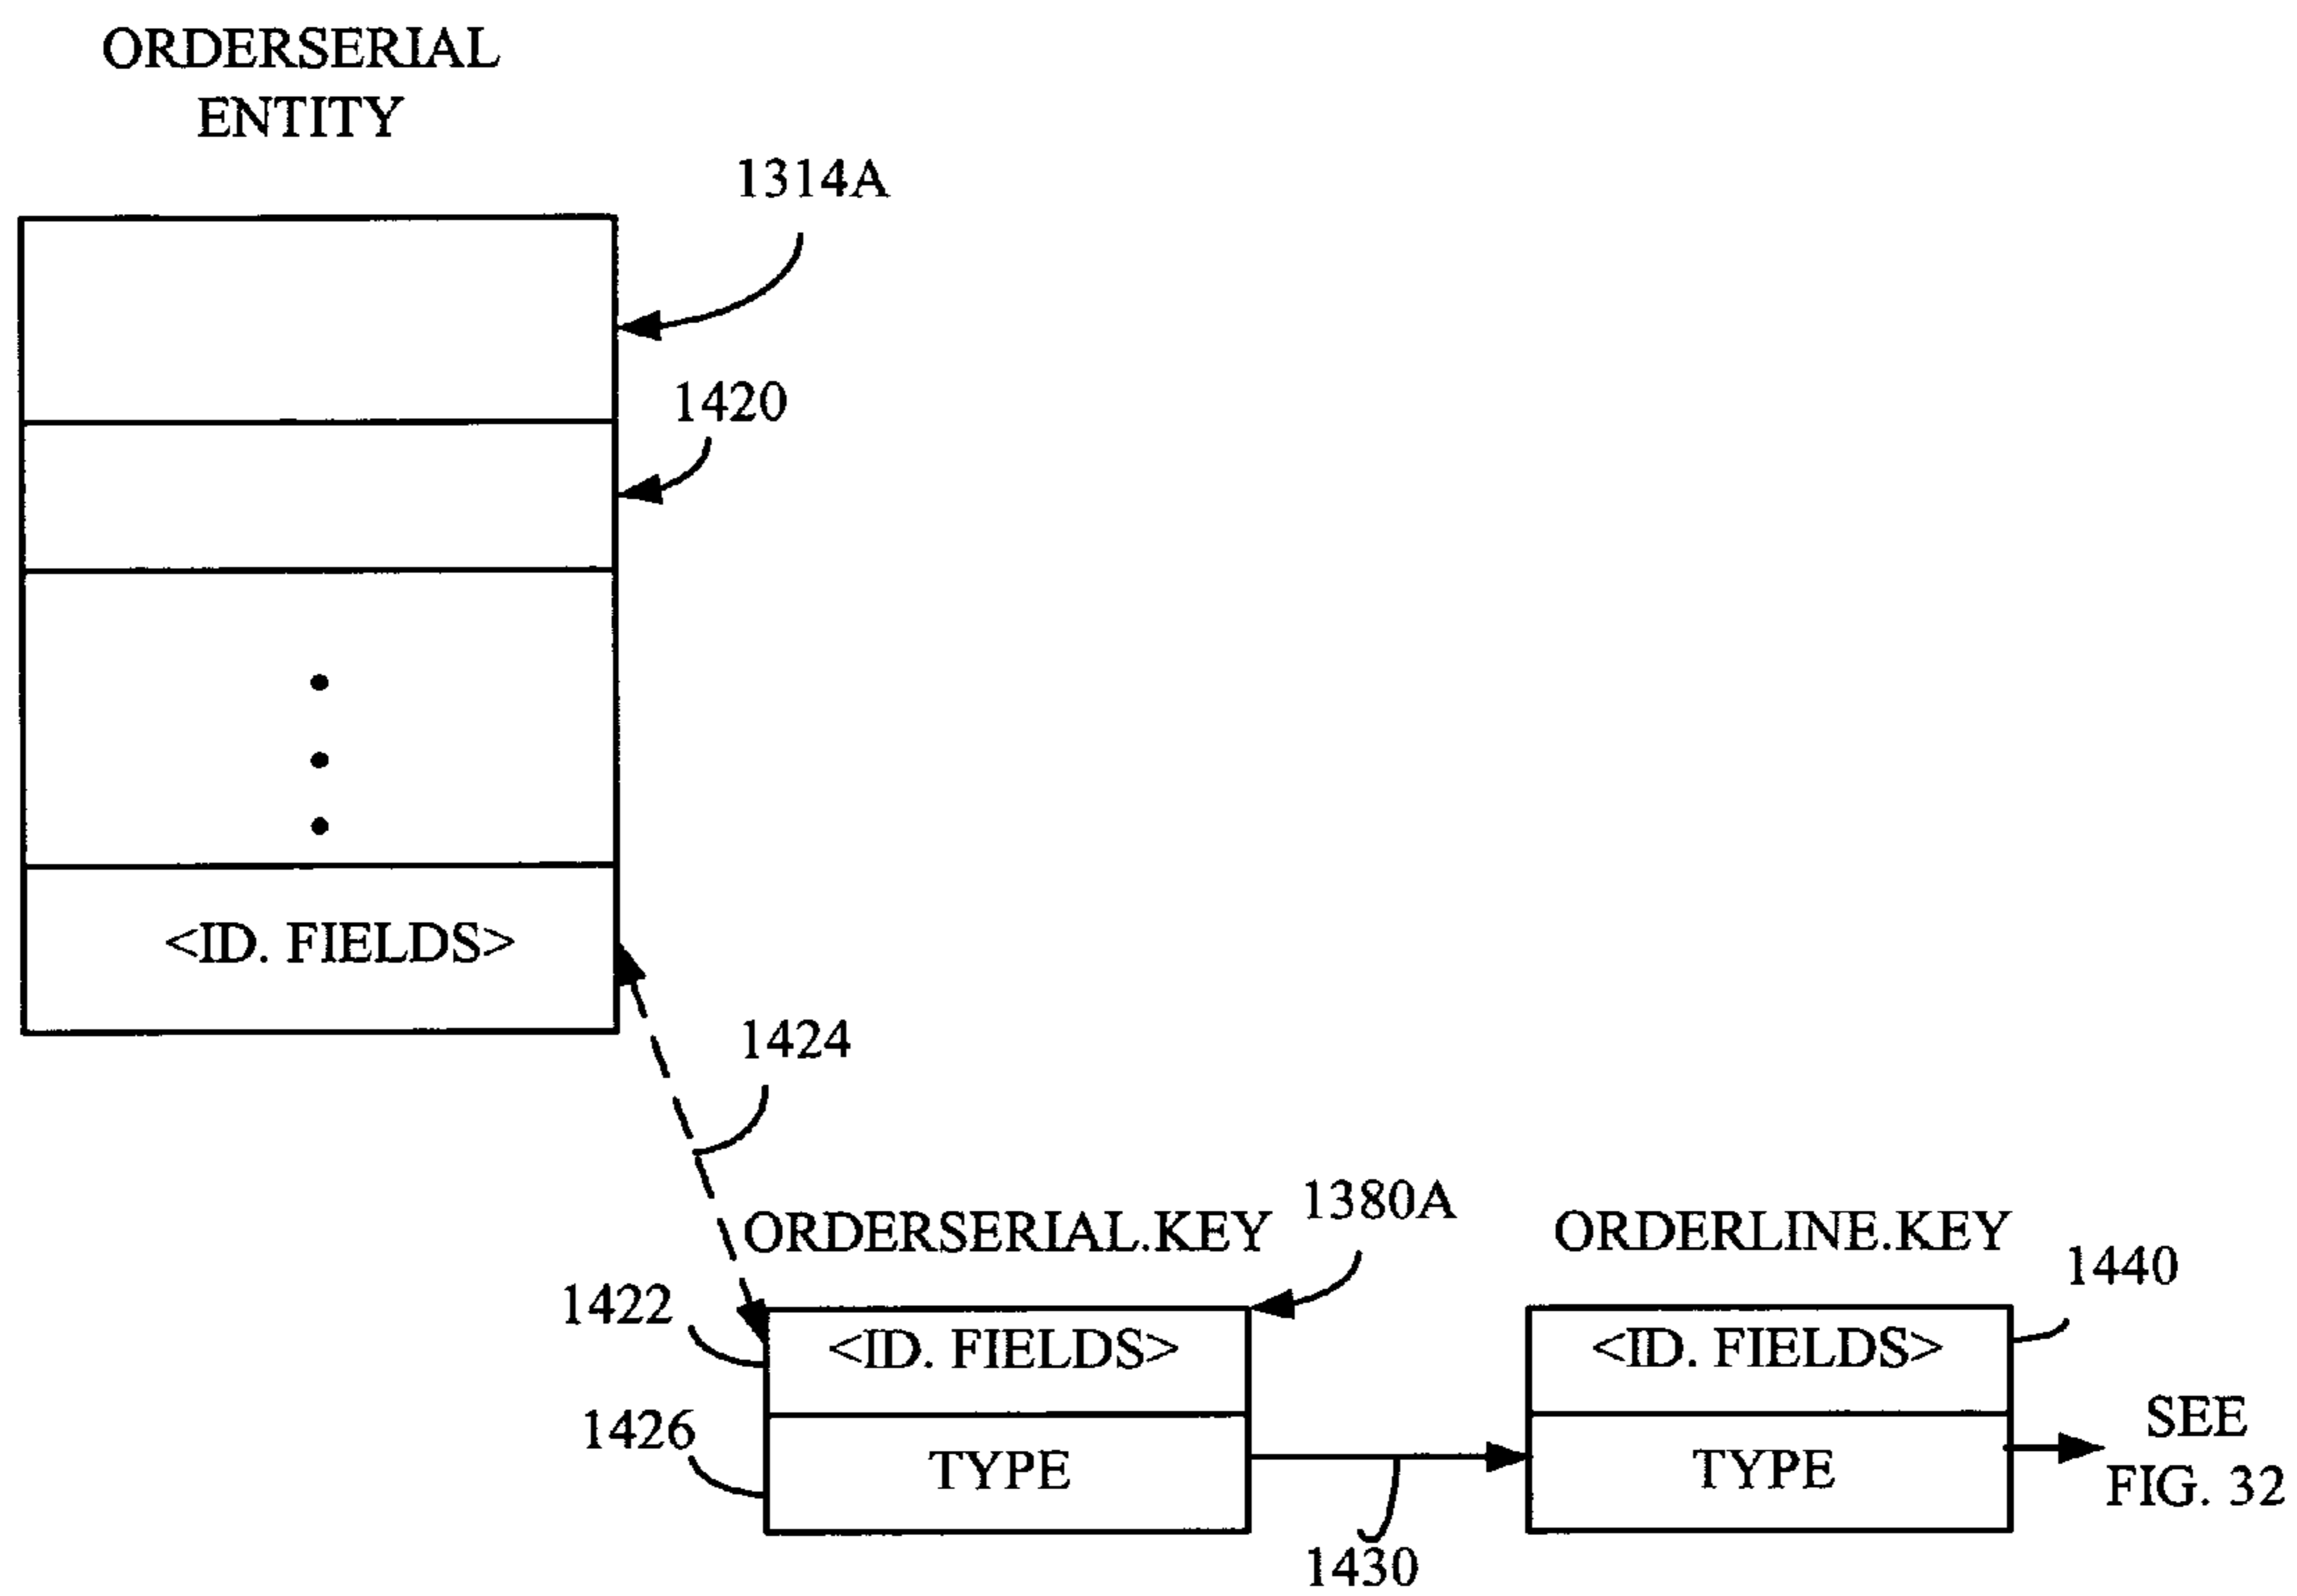 ORDERSERIAL
ENTITY
1314A
1420
<ID. FIELDS>
1424
ORDERSERIAL.KEY
1380A
ORDERLINE.KEY
1440
1422
<ID. FIELDS>
<ID. FIELDS>
1426
TYPE
TYPE
SEE
FIG. 32
1430